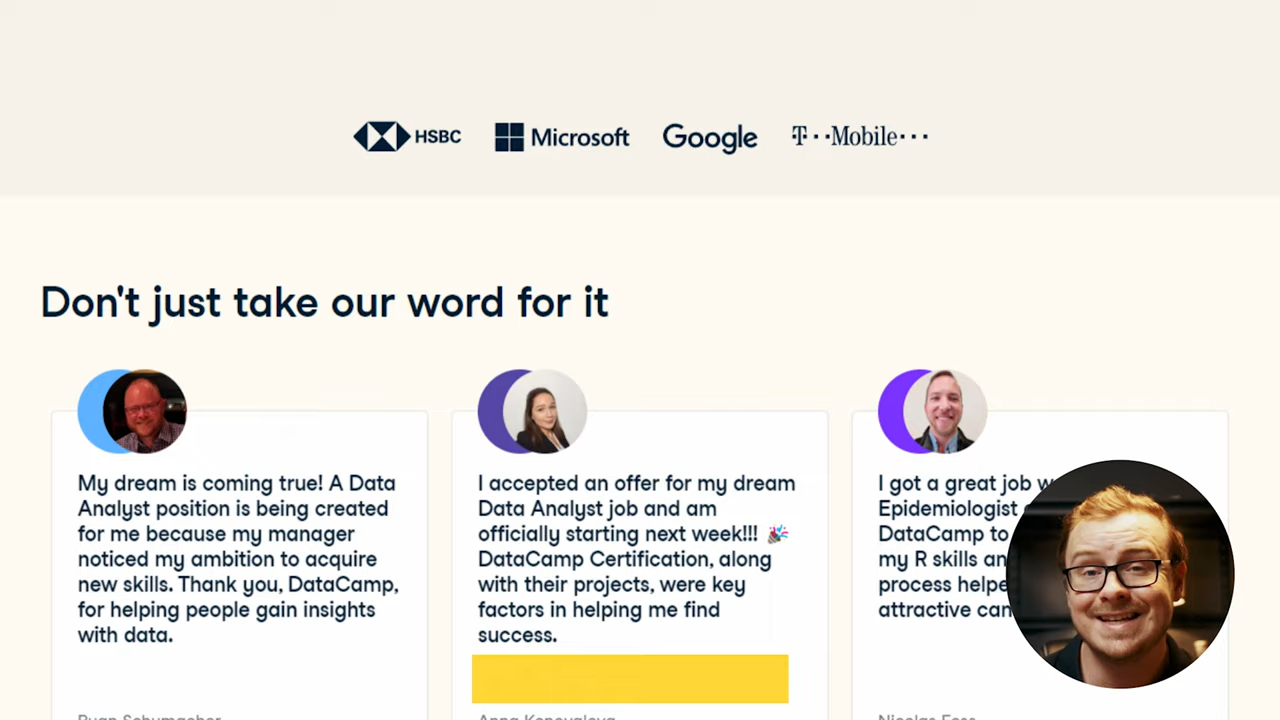 HSBC
Microsoft
Google
T··Mobile···
Don't just take our word for it
My dream is coming true! A Data
Analyst position is being created
for me because my manager
noticed my ambition to acquire
new skills. Thank you, DataCamp,
for helping people gain insights
with data.
I accepted an offer for my dream
Data Analyst job and am
officially starting next week!!! 🎉
DataCamp Certification, along
with their projects, were key
factors in helping me find
success.
I got a great job
Epidemiologist
DataCamp to
my R skills
process
attractive